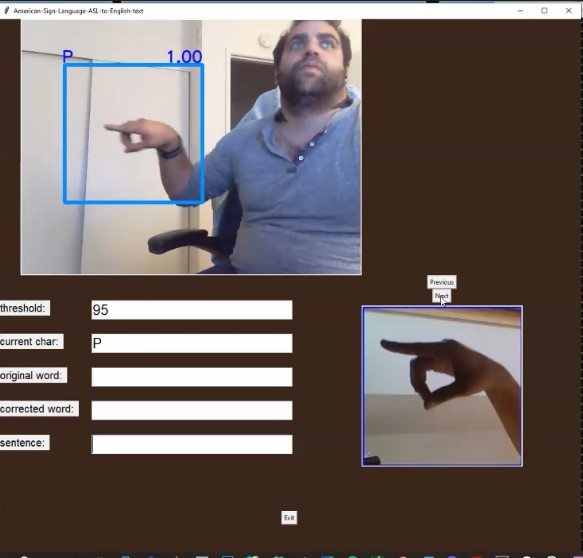 American-Sign-Language-ASL-to-English-text
P 1.00
Previous
Next
threshold: 95
current char: P
original word:
corrected word:
sentence:
Exit